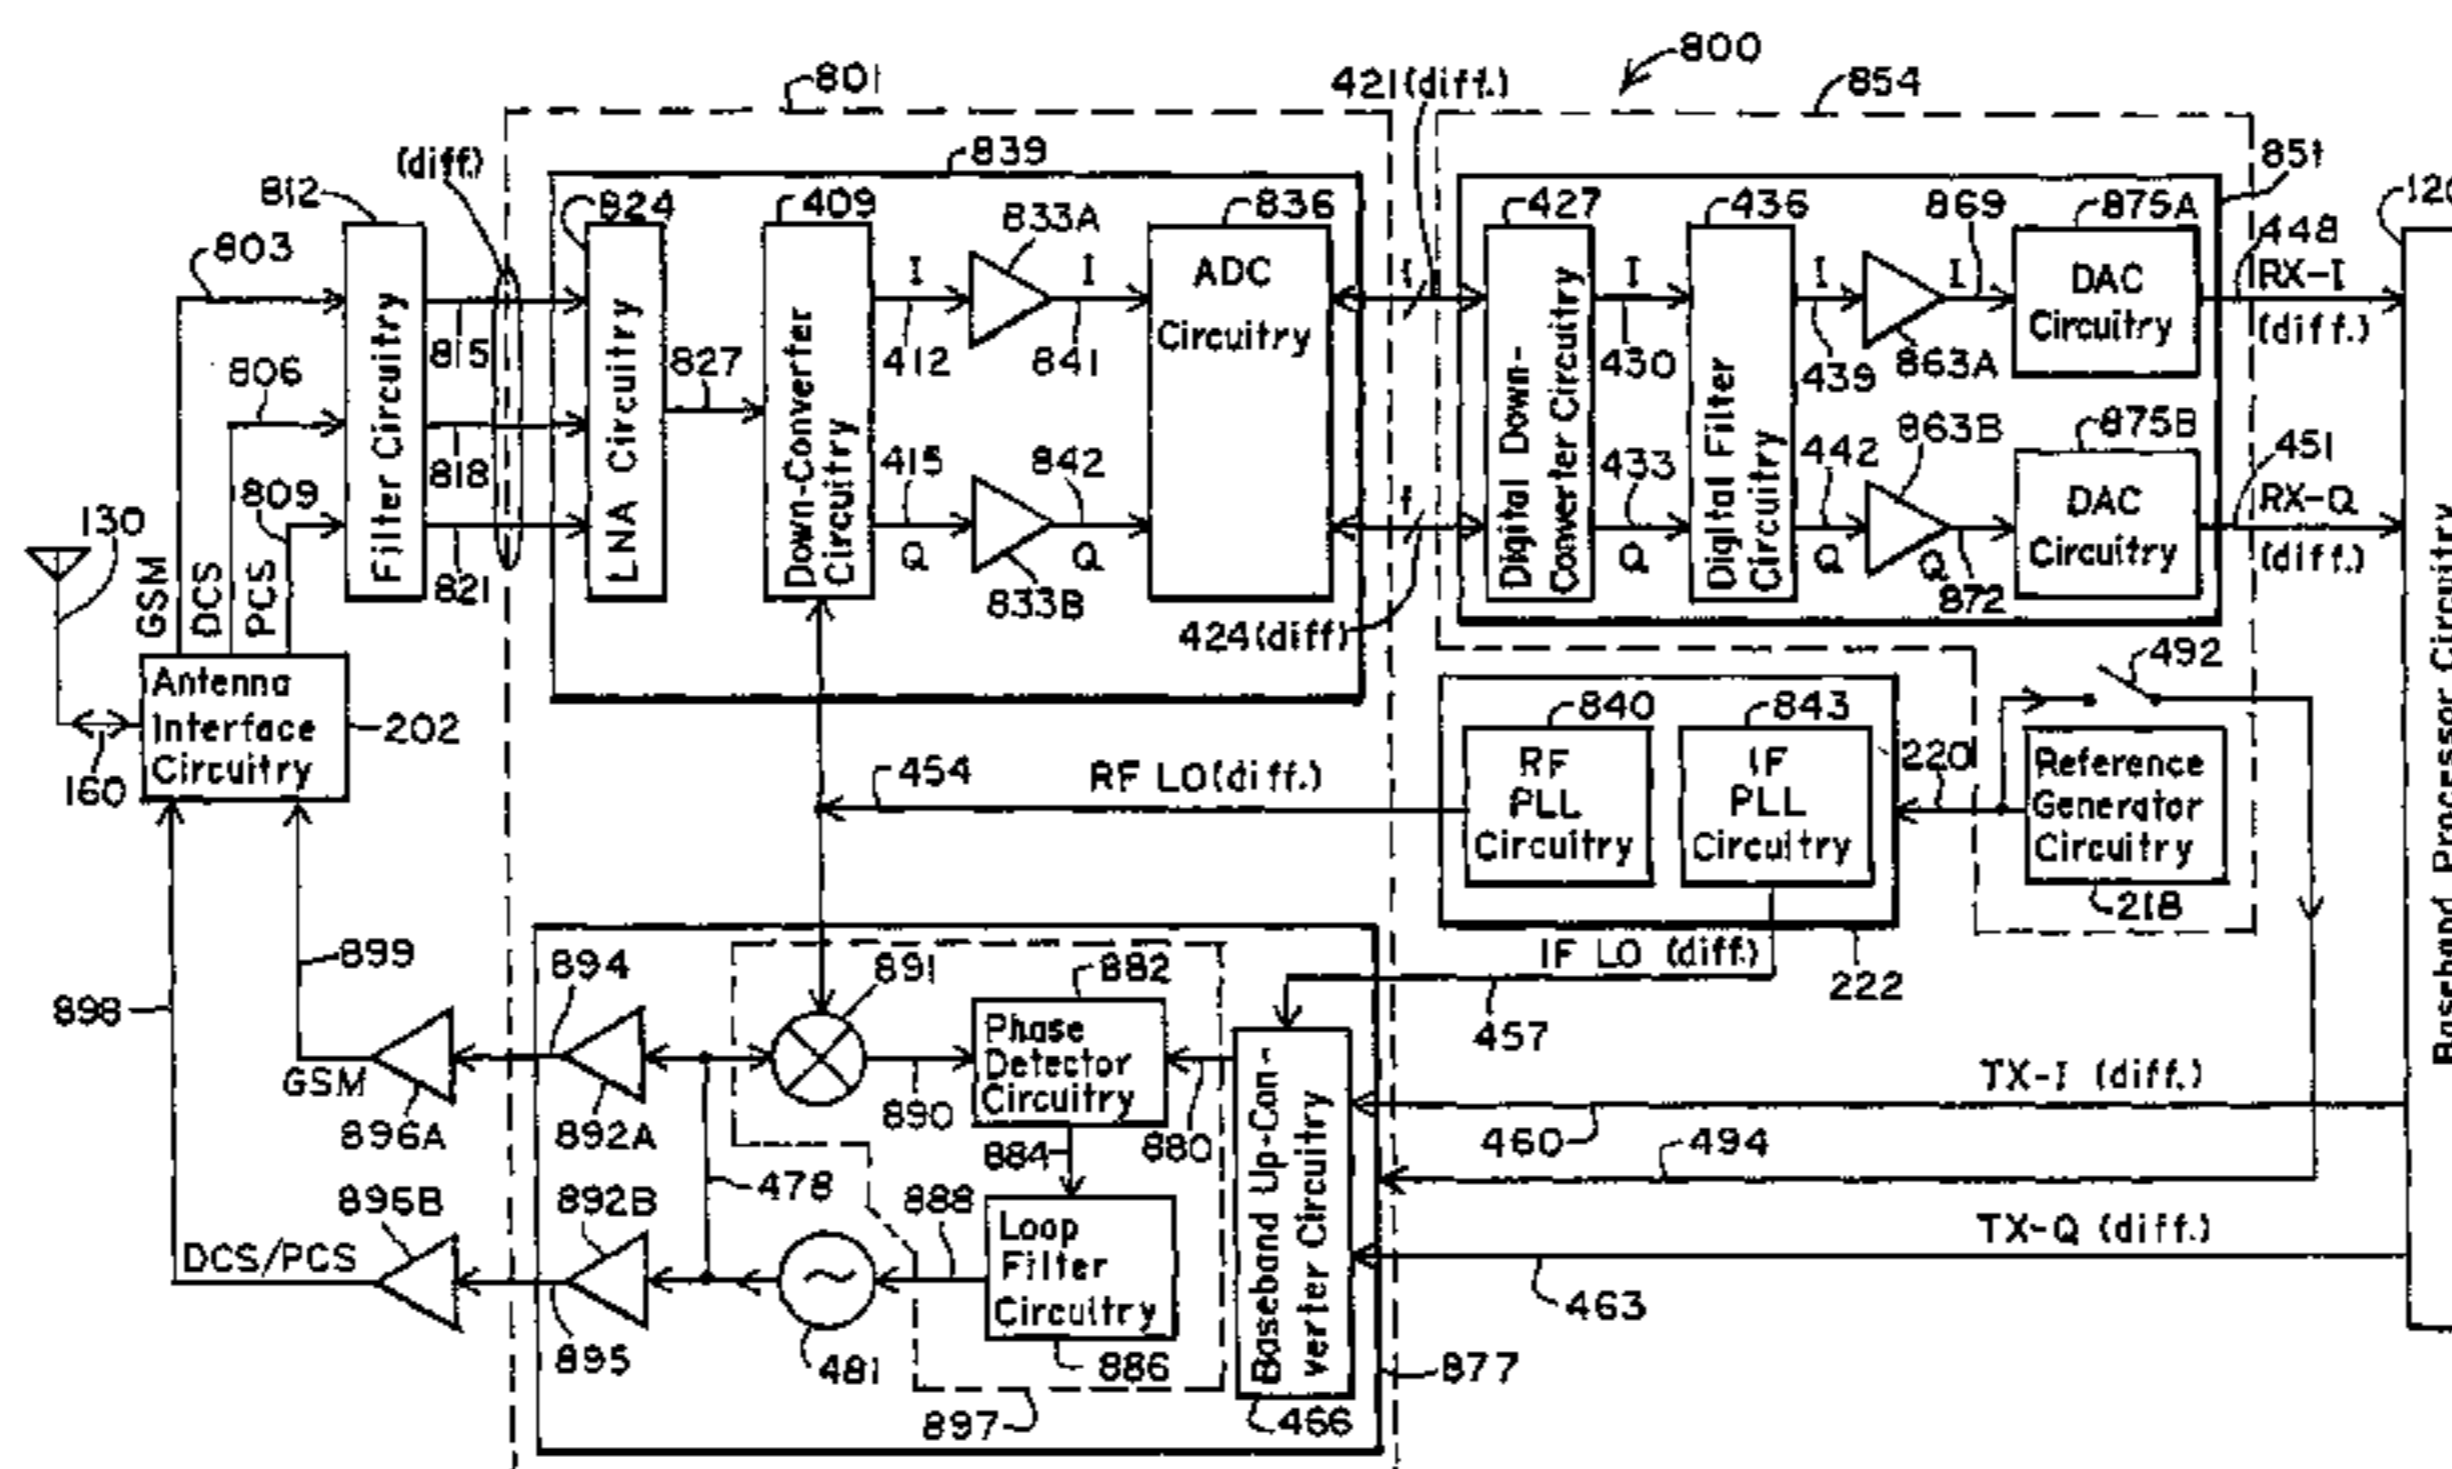 800
801
421(diff.)
854
839
851
(diff.)
812
824
409
833A
836
427
436
869
875A
448
803
I
I
ADC
Circuitry
I
I
I
I
DAC
Circuitry
RX-I
(diff.)
Filter Circuitry
815
LNA Circuitry
827
Down-Converter
Circuitry
412
841
Digital Down-
Converter Circuitry
430
Digital Filter
Circuitry
439
863A
806
818
415
842
433
442
863B
875B
451
809
821
Q
Q
833B
Q
Q
Q
872
DAC
Circuitry
RX-Q
(diff.)
130
GSM
DCS
PCS
424(diff)
492
Antenna
Interface
Circuitry
202
160
840
843
220
RF
PLL
Circuitry
IF
PLL
Circuitry
Reference
Generator
Circuitry
218
454
RF LO(diff.)
IF LO (diff.)
222
457
Baseband Processor Circuitry
899
898
894
891
882
Phase
Detector
Circuitry
GSM
896A
892A
890
884
880
Baseband Up-Con-
verter Circuitry
TX-I (diff.)
460
494
478
896B
892B
888
DCS/PCS
Loop
Filter
Circuitry
TX-Q (diff.)
463
895
481
886
877
897
466